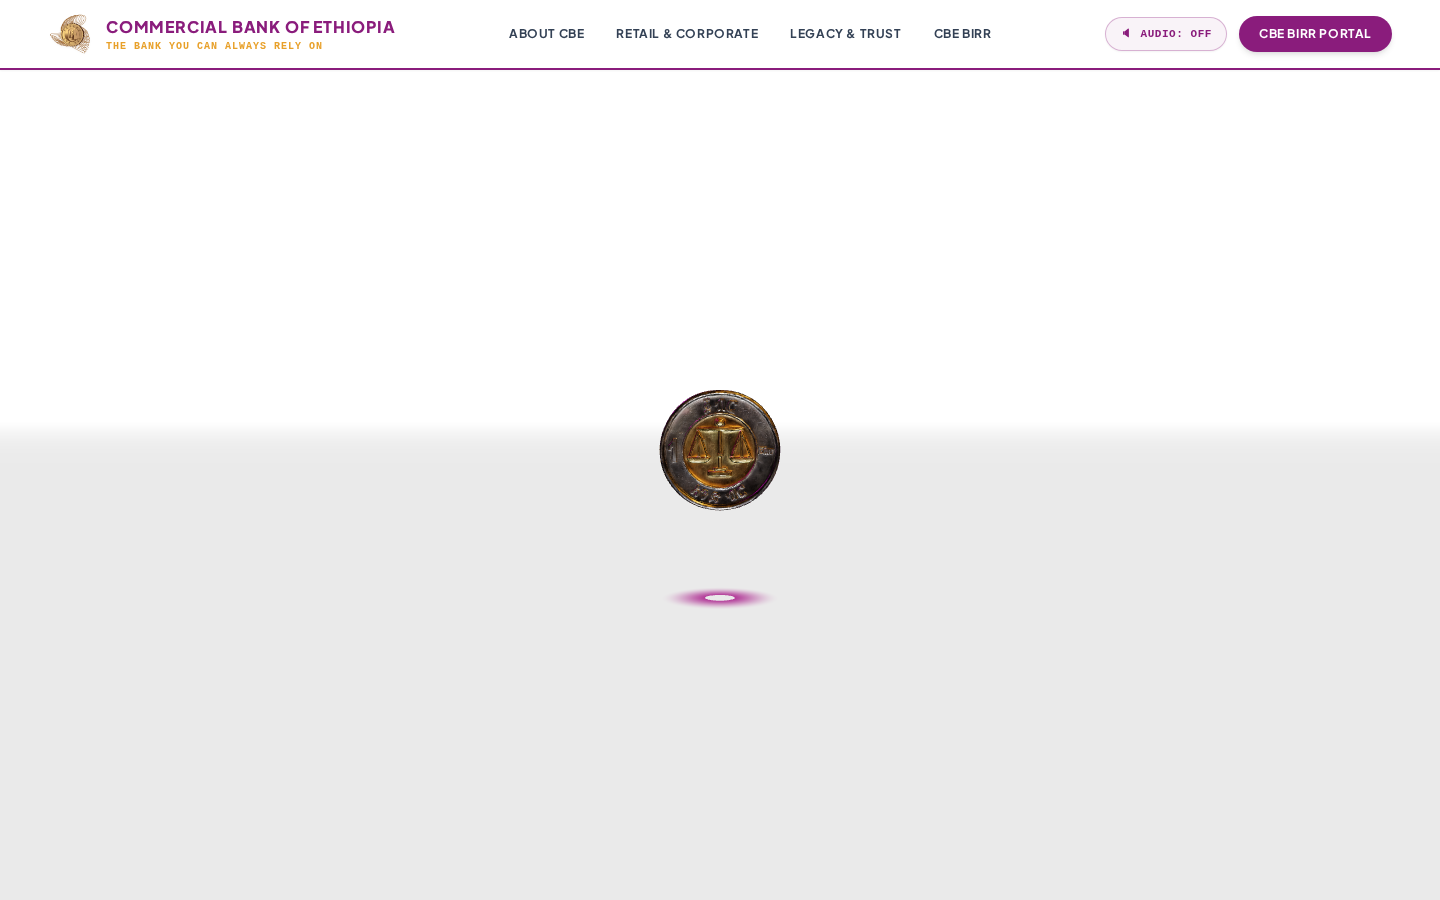 COMMERCIAL BANK OF ETHIOPIA
THE BANK YOU CAN ALWAYS RELY ON
ABOUT CBE
RETAIL & CORPORATE
LEGACY & TRUST
CBE BIRR
AUDIO: OFF
CBE BIRR PORTAL